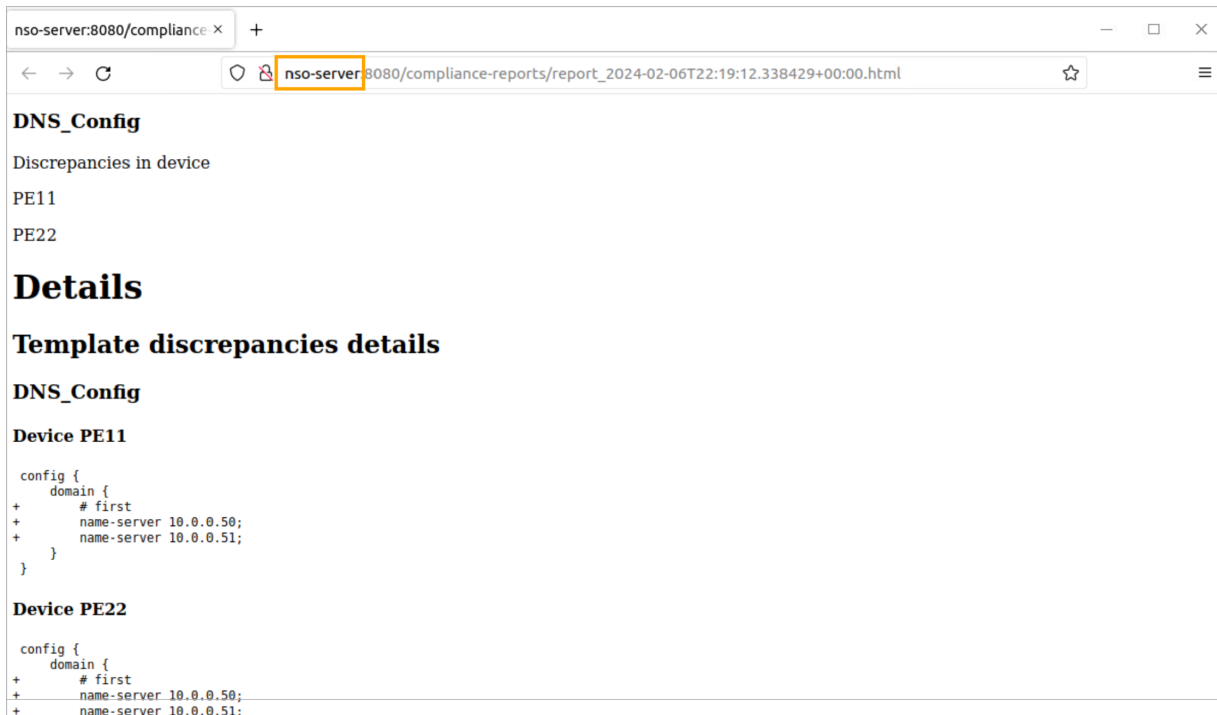 nso-server:8080/compliance
nso-server:8080/compliance-reports/report_2024-02-06T22:19:12.338429+00:00.html
DNS_Config
Discrepancies in device
PE11
PE22
Details
Template discrepancies details
DNS_Config
Device PE11
config {
domain {
+ # first
+ name-server 10.0.0.50;
+ name-server 10.0.0.51;
}
}
Device PE22
config {
domain {
+ # first
+ name-server 10.0.0.50;
+ name-server 10.0.0.51;